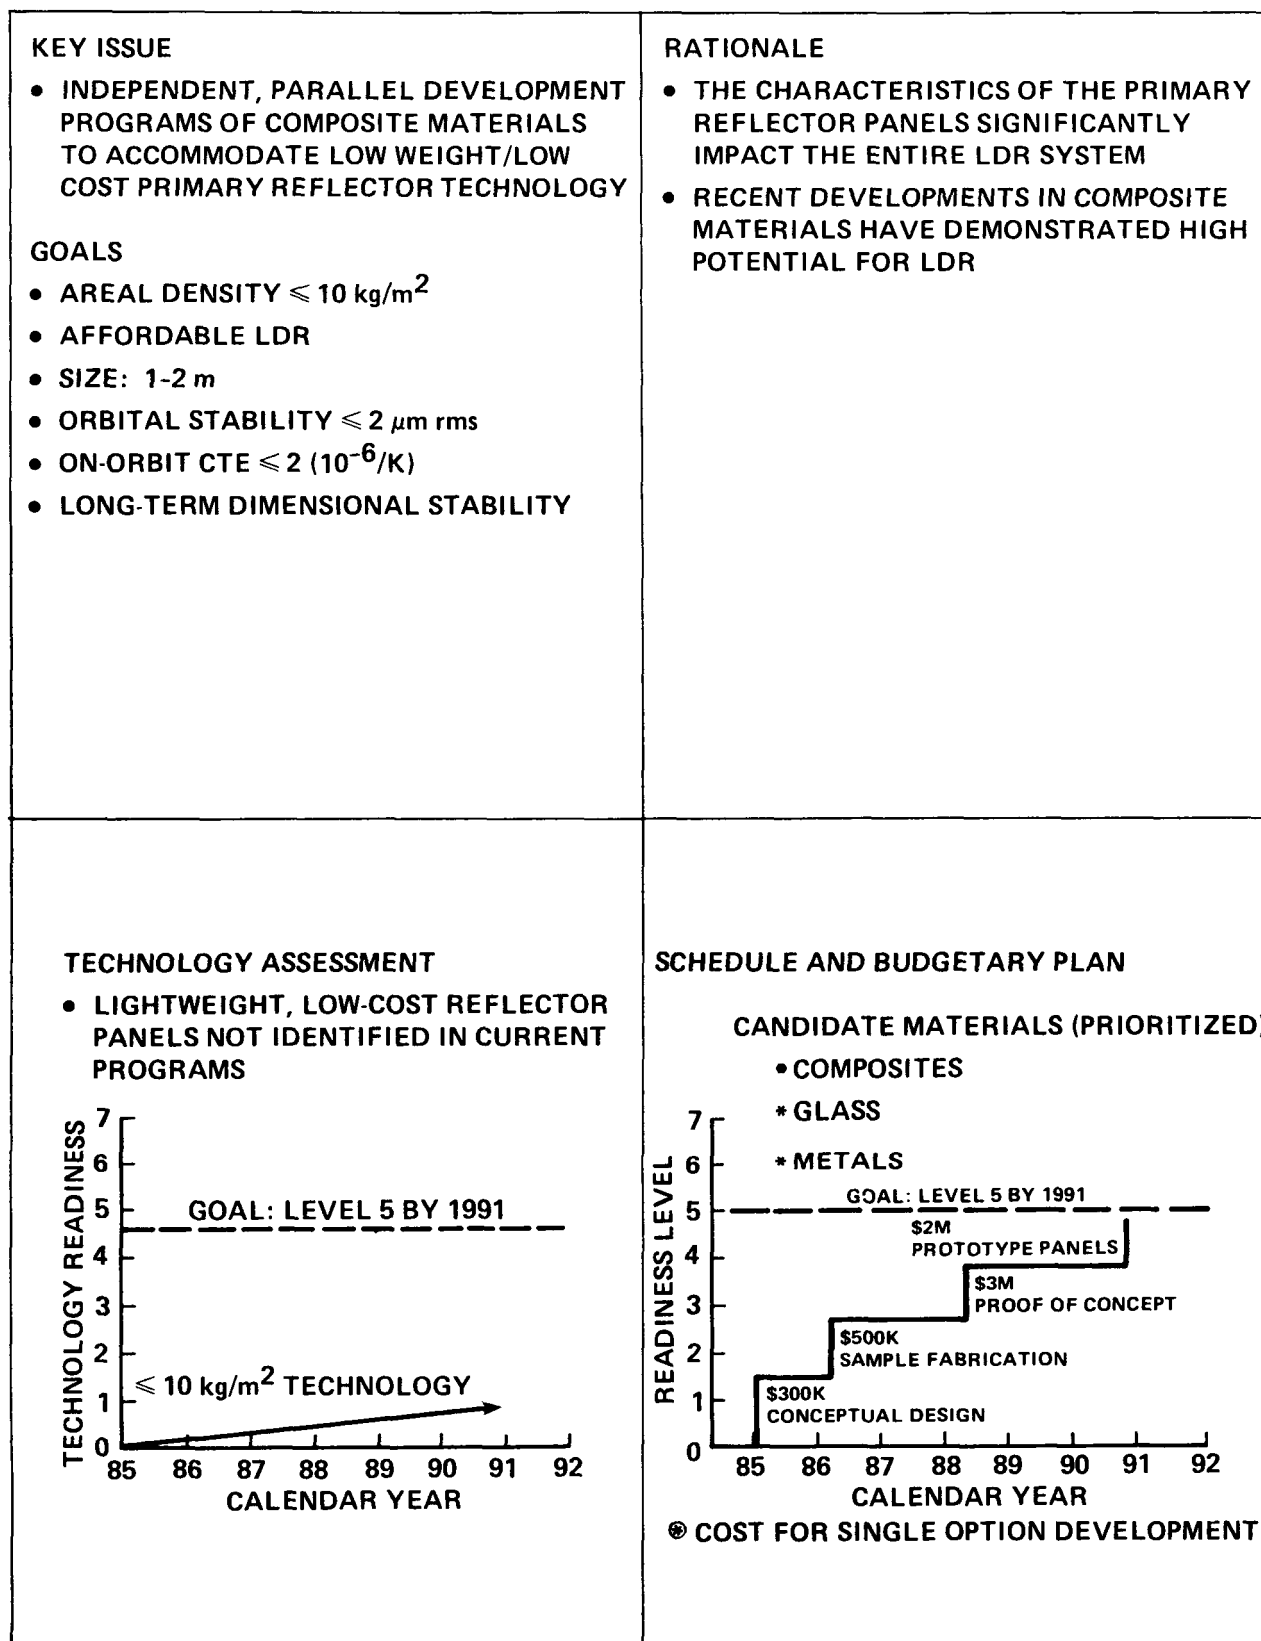 KEY ISSUE
• INDEPENDENT, PARALLEL DEVELOPMENT
PROGRAMS OF COMPOSITE MATERIALS
TO ACCOMMODATE LOW WEIGHT/LOW
COST PRIMARY REFLECTOR TECHNOLOGY
GOALS
• AREAL DENSITY ⩽ 10 kg/m²
• AFFORDABLE LDR
• SIZE: 1-2 m
• ORBITAL STABILITY ⩽ 2 μm rms
• ON-ORBIT CTE ⩽ 2 (10⁻⁶/K)
• LONG-TERM DIMENSIONAL STABILITY
RATIONALE
• THE CHARACTERISTICS OF THE PRIMARY
REFLECTOR PANELS SIGNIFICANTLY
IMPACT THE ENTIRE LDR SYSTEM
• RECENT DEVELOPMENTS IN COMPOSITE
MATERIALS HAVE DEMONSTRATED HIGH
POTENTIAL FOR LDR
TECHNOLOGY ASSESSMENT
• LIGHTWEIGHT, LOW-COST REFLECTOR
PANELS NOT IDENTIFIED IN CURRENT
PROGRAMS
TECHNOLOGY READINESS
7
6
5
4
3
2
1
0
GOAL: LEVEL 5 BY 1991
⩽ 10 kg/m² TECHNOLOGY
85 86 87 88 89 90 91 92
CALENDAR YEAR
SCHEDULE AND BUDGETARY PLAN
CANDIDATE MATERIALS (PRIORITIZED)
• COMPOSITES
* GLASS
* METALS
READINESS LEVEL
7
6
5
4
3
2
1
0
GOAL: LEVEL 5 BY 1991
$2M
PROTOTYPE PANELS
$3M
PROOF OF CONCEPT
$500K
SAMPLE FABRICATION
$300K
CONCEPTUAL DESIGN
85 86 87 88 89 90 91 92
CALENDAR YEAR
⊛ COST FOR SINGLE OPTION DEVELOPMENT